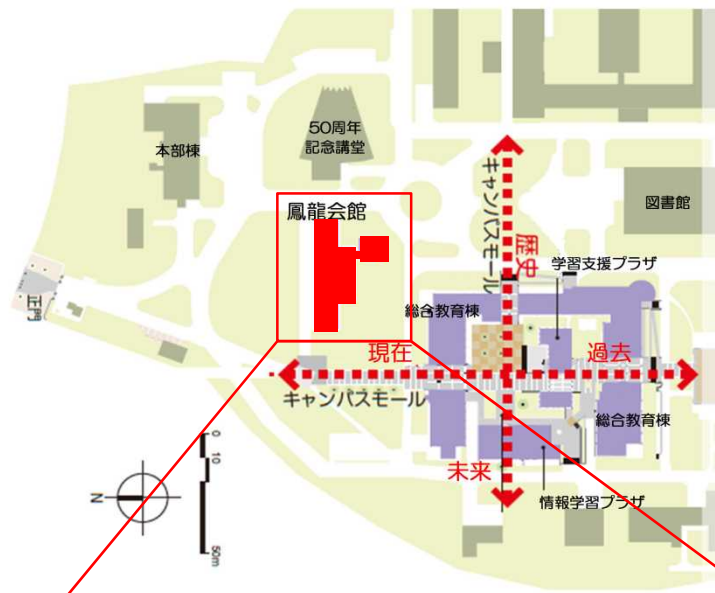 50周年
記念講堂
本部棟
キャンパスモール
歴史
図書館
鳳龍会館
学習支援プラザ
正門
総合教育棟
現在
過去
キャンパスモール
総合教育棟
未来
情報学習プラザ
0
10
50m
N